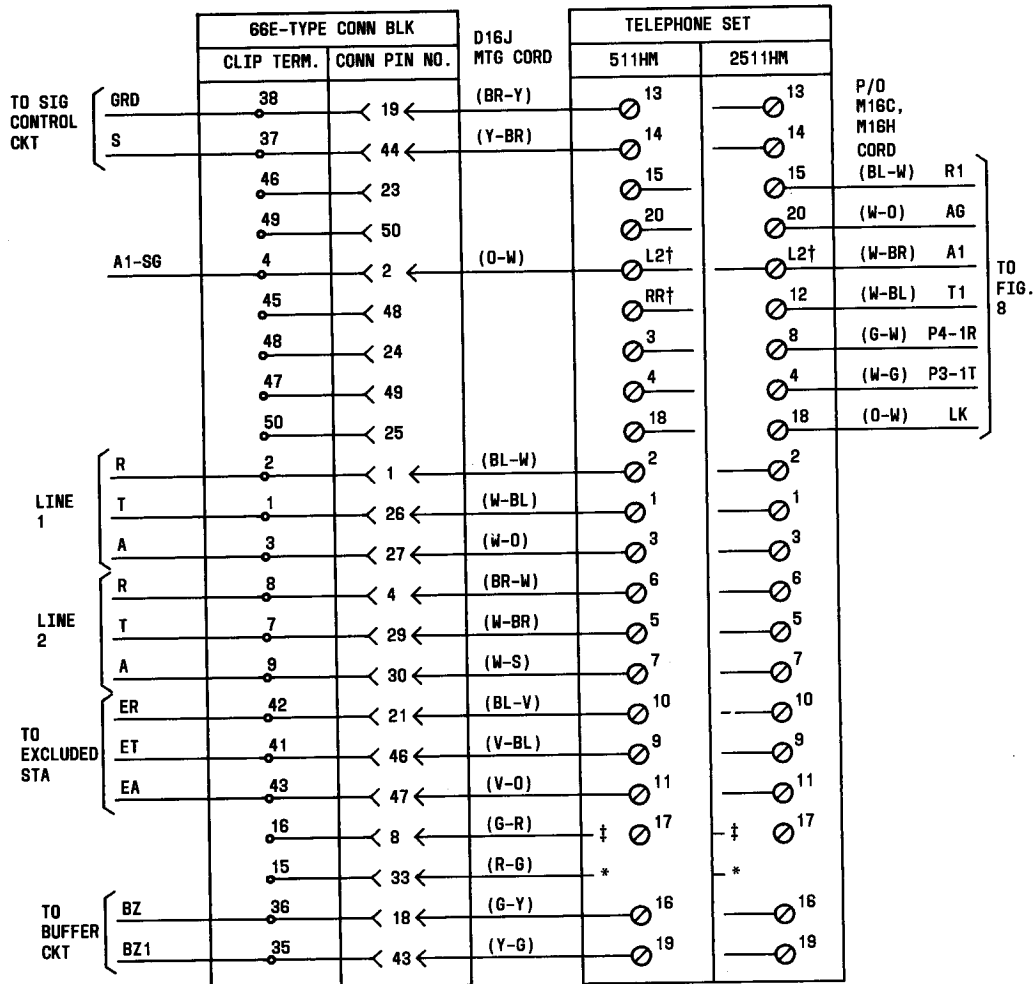 66E-TYPE CONN BLK D16J MTG CORD TELEPHONE SET
CLIP TERM. CONN PIN NO. 511HM 2511HM
P/O M16C, M16H CORD
TO SIG CONTROL CKT
GRD 38 19 (BR-Y) 13 13
S 37 44 (Y-BR) 14 14
46 23 15 15 (BL-W) R1
49 50 20 20 (W-O) AG
A1-SG 4 2 (O-W) L2† L2† (W-BR) A1
45 48 RR† 12 (W-BL) T1
48 24 3 8 (G-W) P4-1R
47 49 4 4 (W-G) P3-1T
50 25 18 18 (O-W) LK
TO FIG. 8
LINE 1
R 2 1 (BL-W) 2 2
T 1 26 (W-BL) 1 1
A 3 27 (W-O) 3 3
LINE 2
R 8 4 (BR-W) 6 6
T 7 29 (W-BR) 5 5
A 9 30 (W-S) 7 7
TO EXCLUDED STA
ER 42 21 (BL-V) 10 10
ET 41 46 (V-BL) 9 9
EA 43 47 (V-O) 11 11
16 8 (G-R) ‡ 17 ‡ 17
15 33 (R-G) * *
TO BUFFER CKT
BZ 36 18 (G-Y) 16 16
BZ1 35 43 (Y-G) 19 19